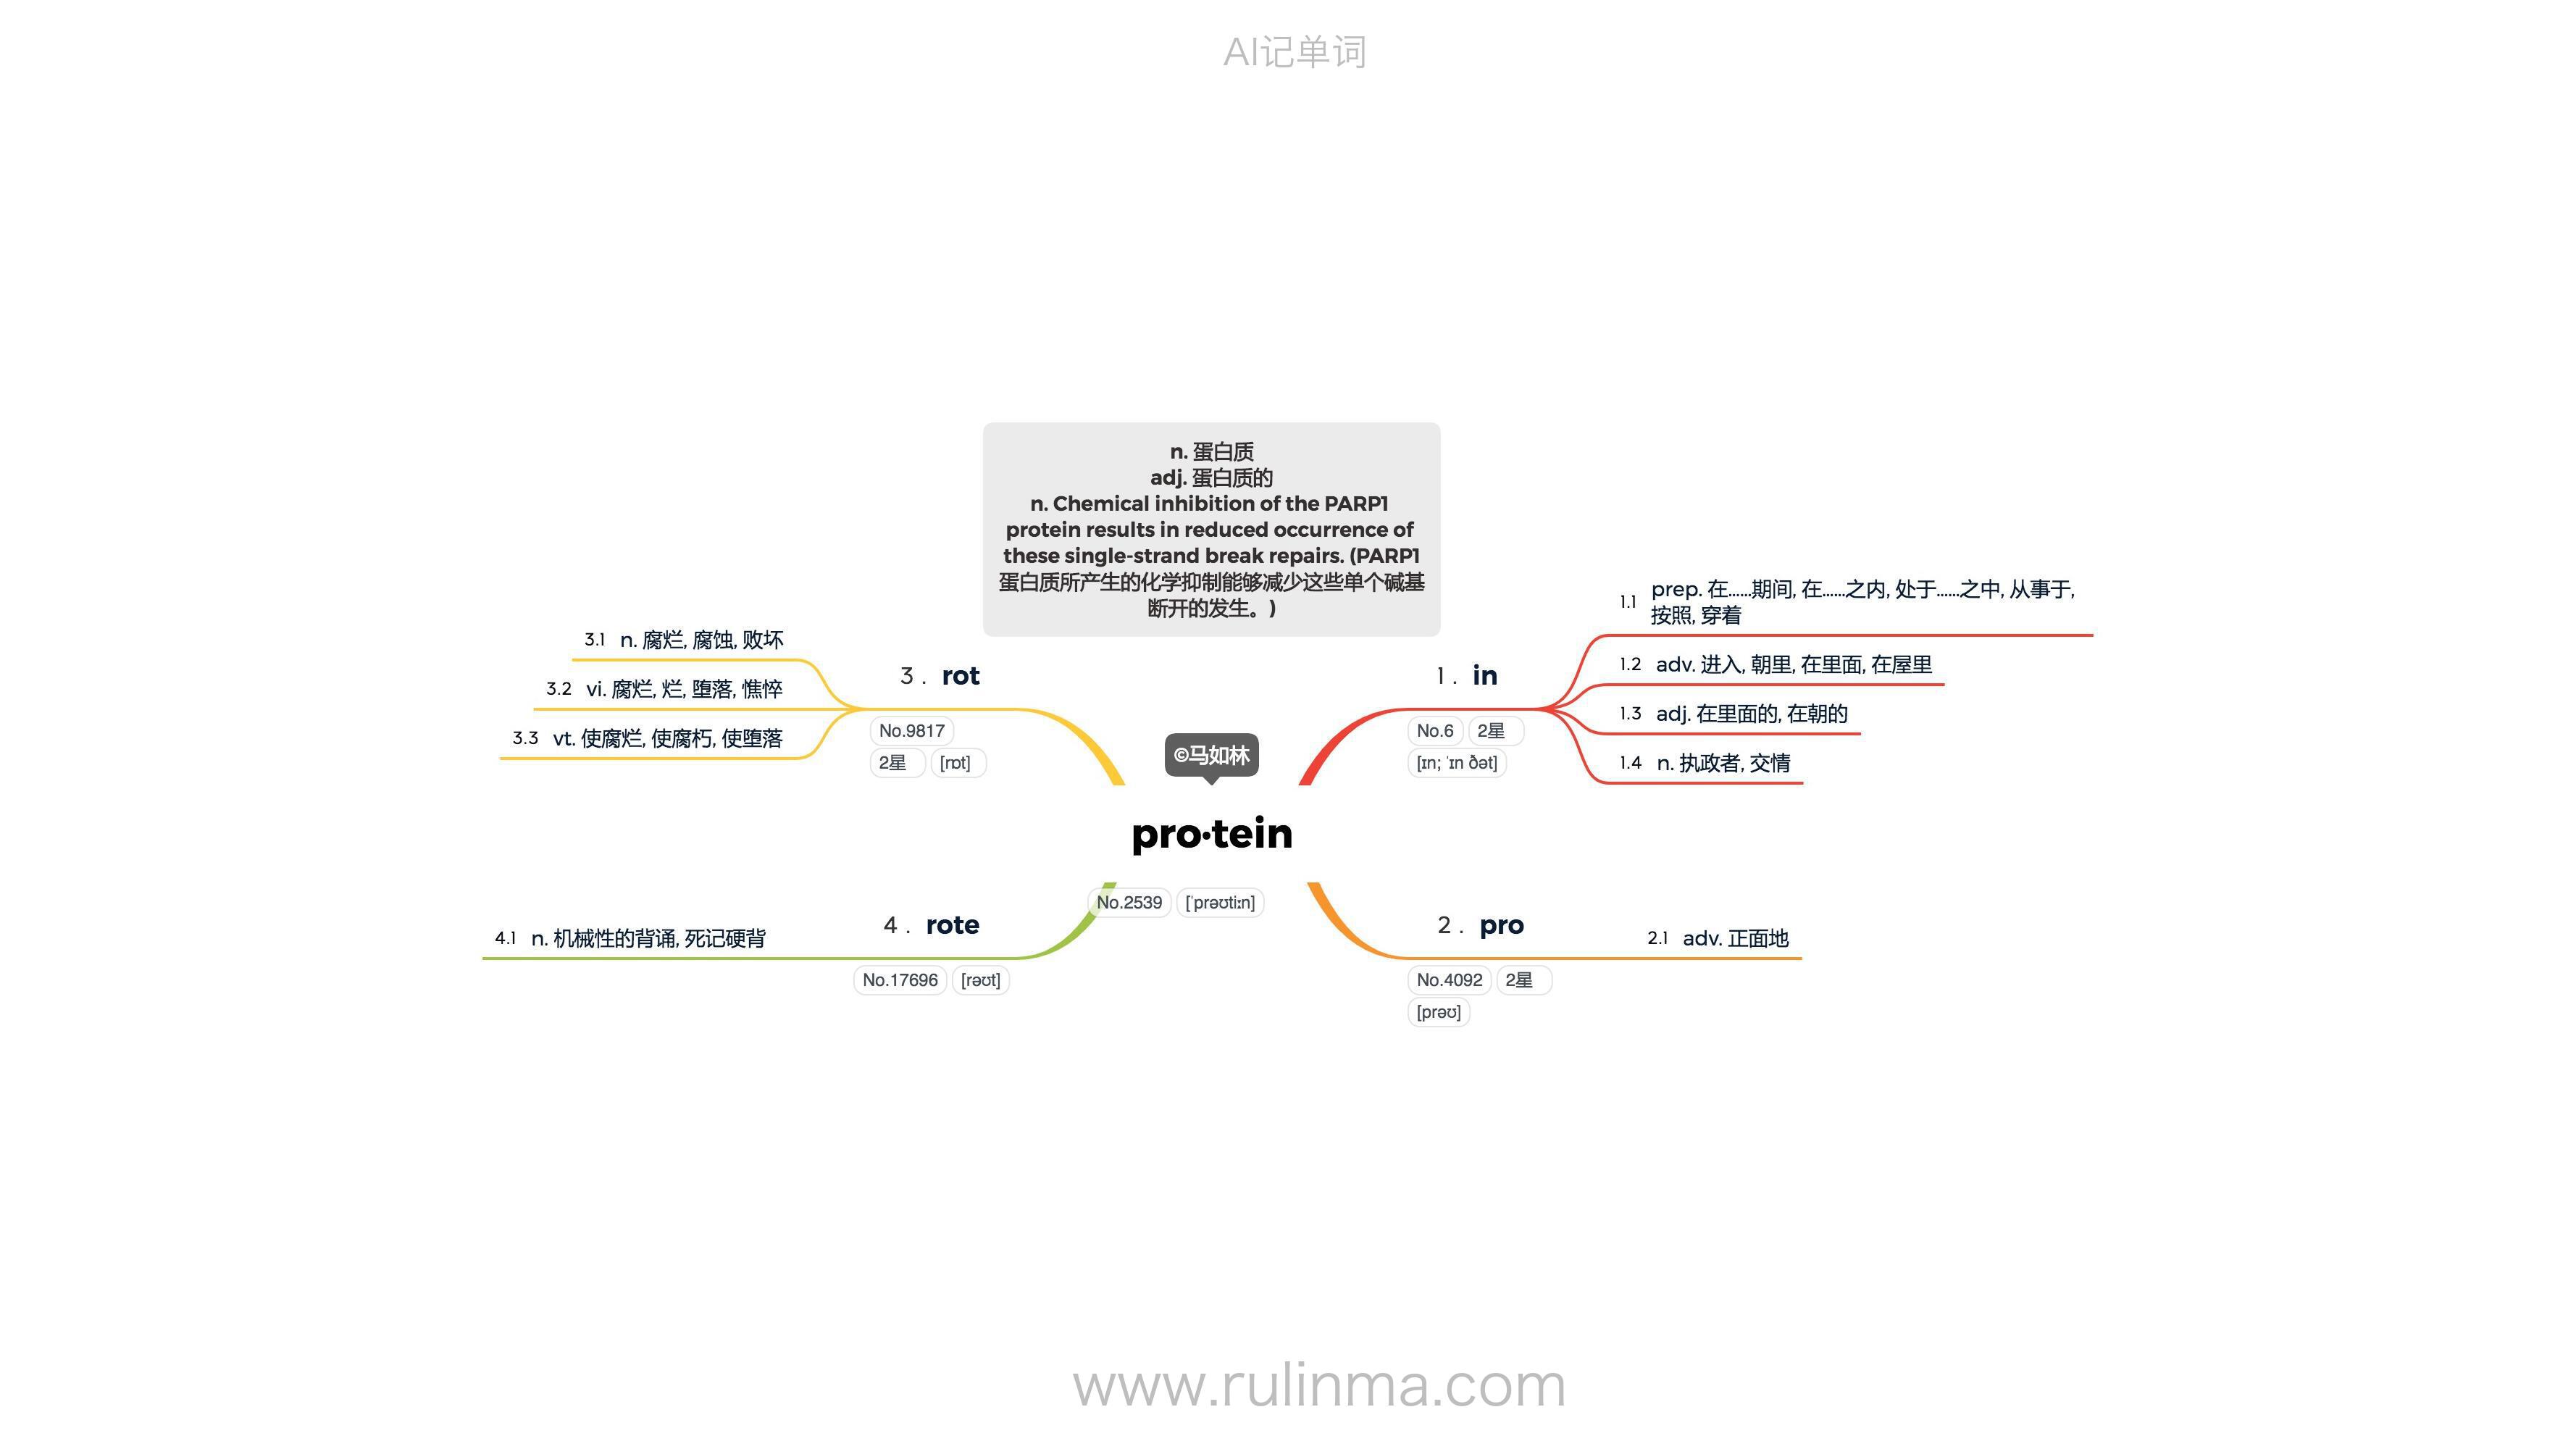 AI记单词
n. 蛋白质
adj. 蛋白质的
n. Chemical inhibition of the PARP1
protein results in reduced occurrence of
these single-strand break repairs. (PARP1
蛋白质所产生的化学抑制能够减少这些单个碱基
断开的发生。)
©马如林
pro·tein
No.2539 [ˈprəʊtiːn]
1. in
No.6 2星
[ɪn; ˈɪn ðət]
1.1 prep. 在……期间, 在……之内, 处于……之中, 从事于,
按照, 穿着
1.2 adv. 进入, 朝里, 在里面, 在屋里
1.3 adj. 在里面的, 在朝的
1.4 n. 执政者, 交情
2. pro
No.4092 2星
[prəʊ]
2.1 adv. 正面地
3. rot
No.9817
2星 [rɒt]
3.1 n. 腐烂, 腐蚀, 败坏
3.2 vi. 腐烂, 烂, 堕落, 憔悴
3.3 vt. 使腐烂, 使腐朽, 使堕落
4. rote
No.17696 [rəʊt]
4.1 n. 机械性的背诵, 死记硬背
www.rulinma.com